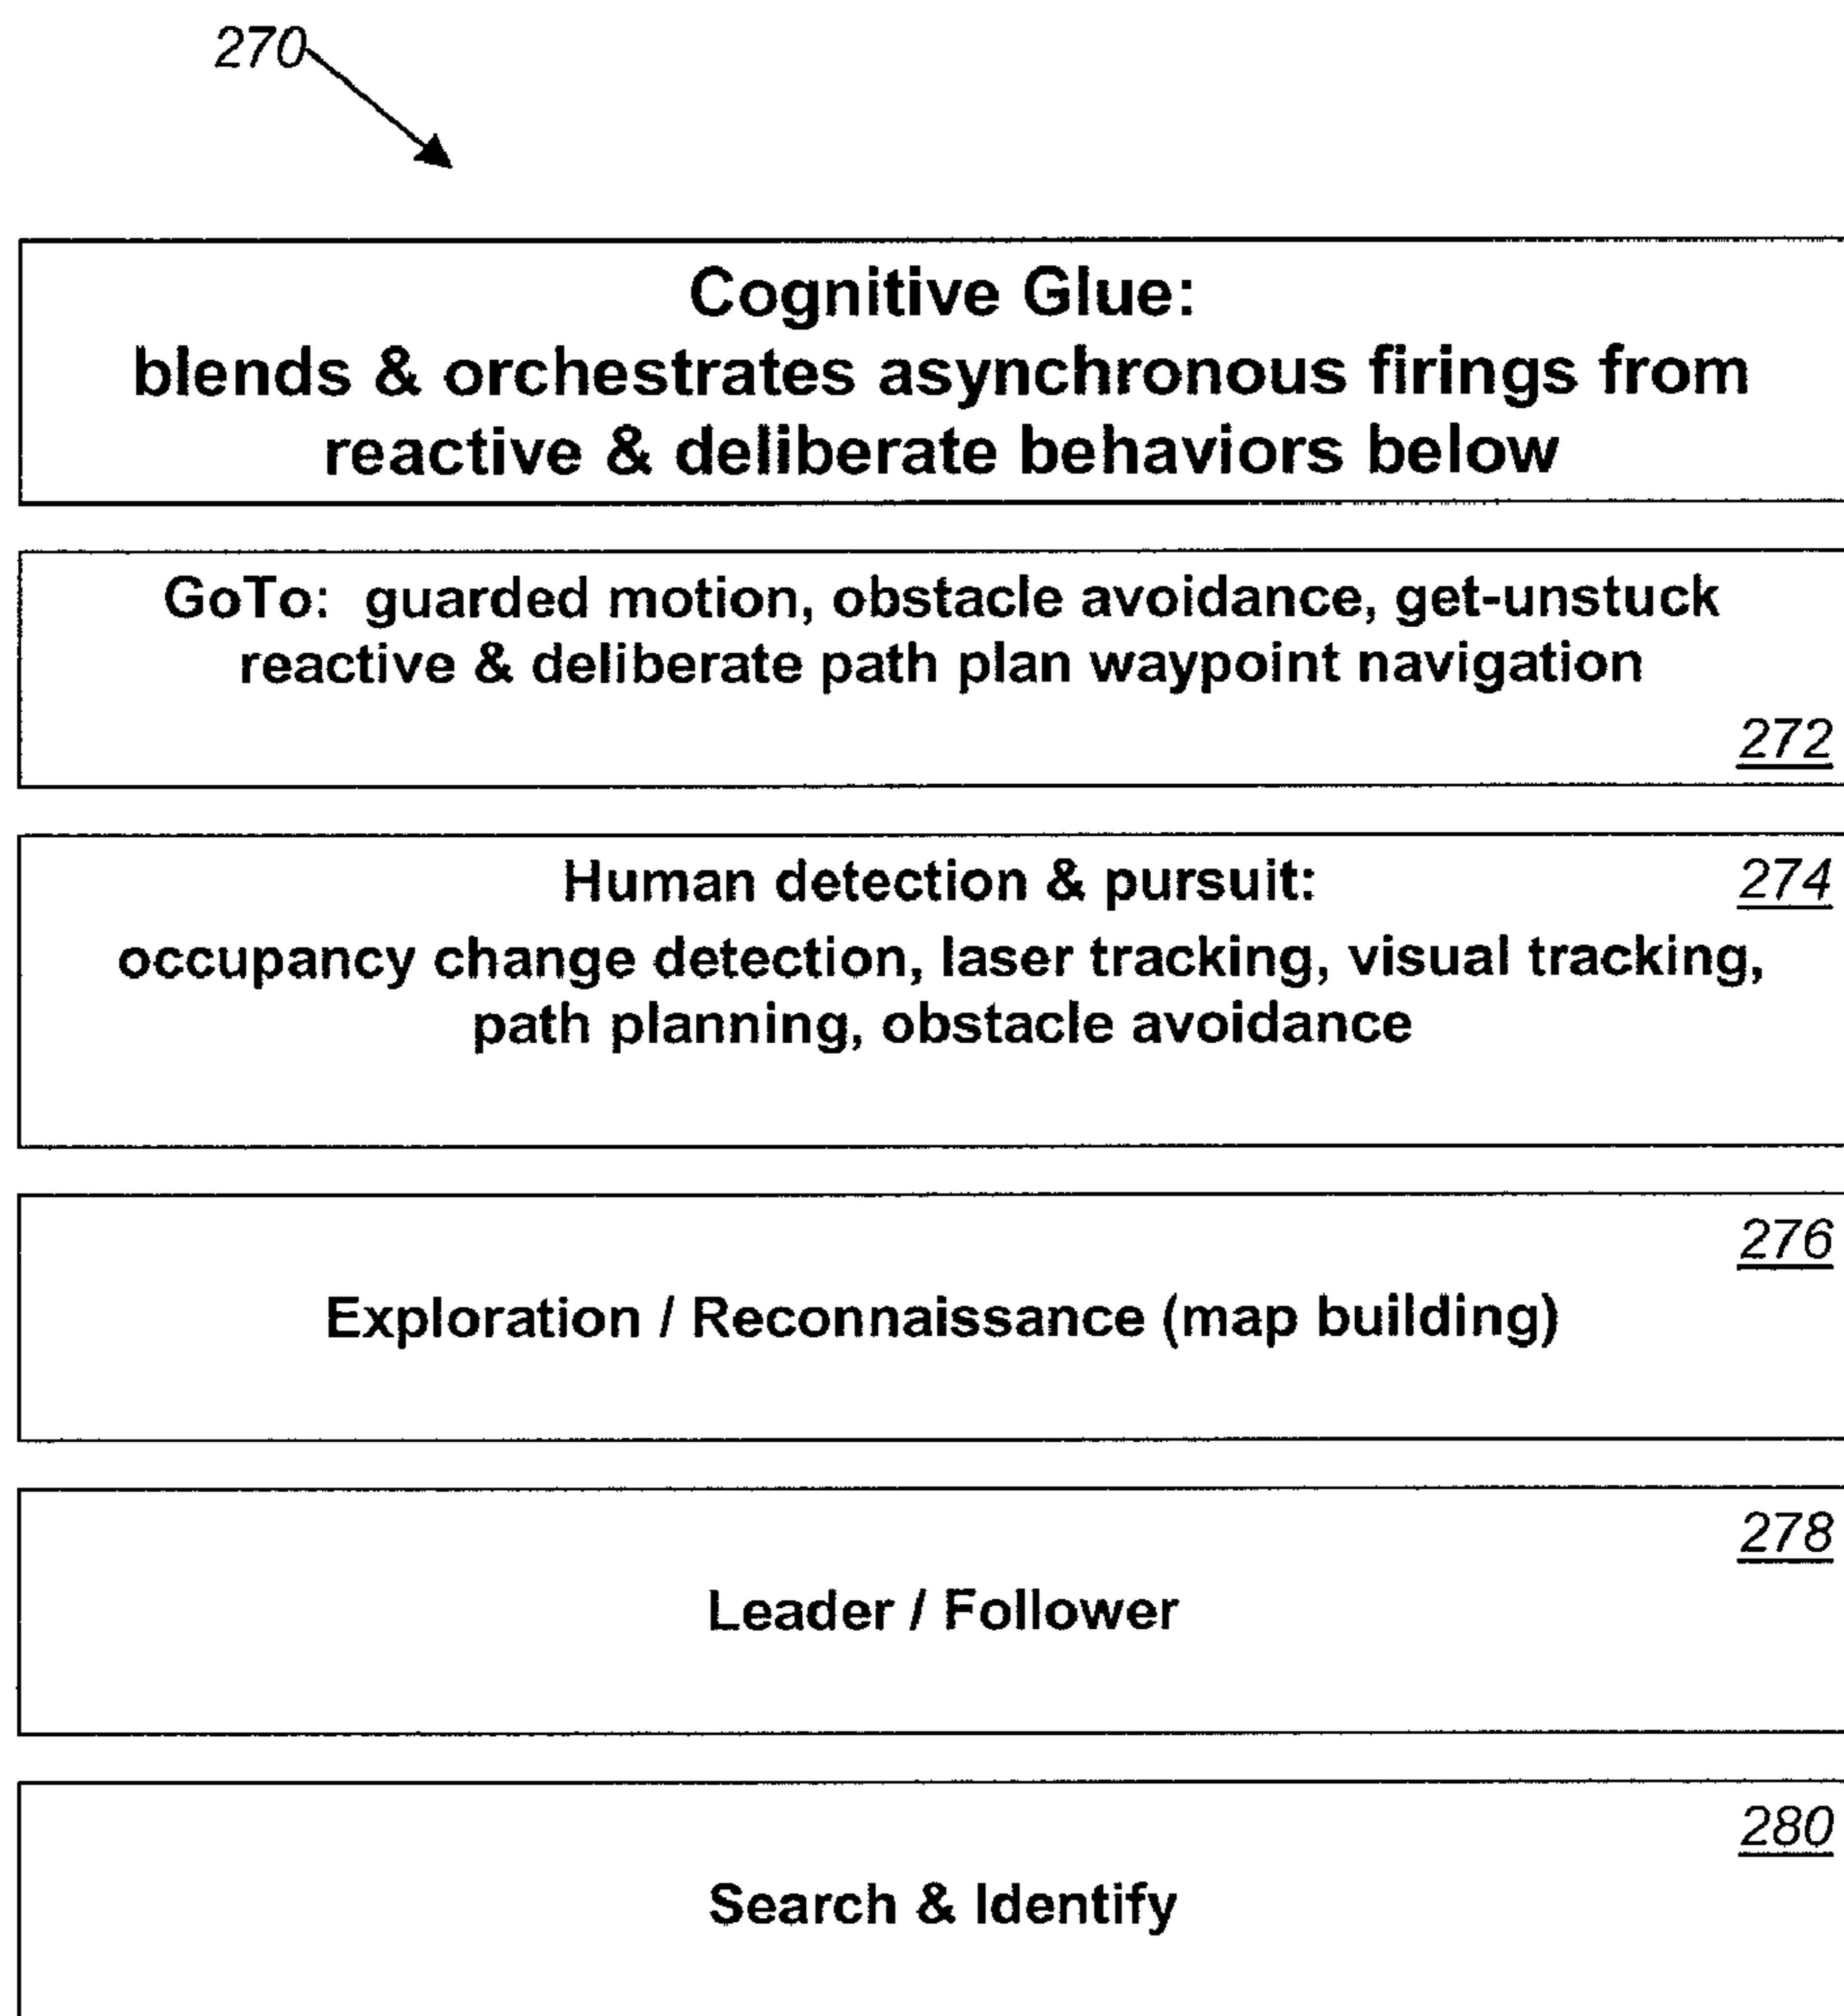 270
Cognitive Glue:
blends & orchestrates asynchronous firings from
reactive & deliberate behaviors below
GoTo: guarded motion, obstacle avoidance, get-unstuck
reactive & deliberate path plan waypoint navigation
272
Human detection & pursuit:
274
occupancy change detection, laser tracking, visual tracking,
path planning, obstacle avoidance
276
Exploration / Reconnaissance (map building)
278
Leader / Follower
280
Search & Identify